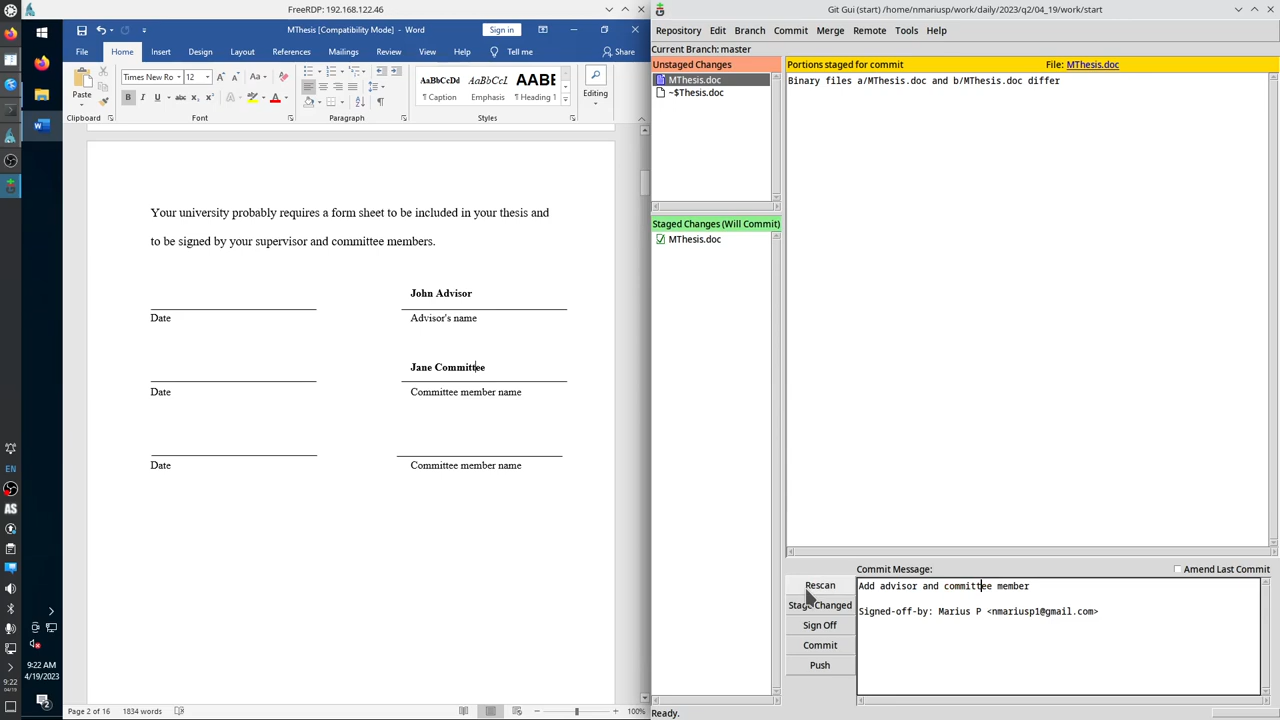 FreeRDP: 192.168.122.46
MThesis [Compatibility Mode] - Word
Sign in
File Home Insert Design Layout References Mailings Review View Help Tell me Share
Paste
Times New Ro 12
AaBbCcDd AaBbCcI AABB
¶ Caption Emphasis ¶ Heading 1
Editing
Clipboard Font Paragraph Styles
Your university probably requires a form sheet to be included in your thesis and
to be signed by your supervisor and committee members.
John Advisor
Date Advisor's name
Jane Committee
Date Committee member name
Date Committee member name
Page 2 of 16 1834 words 100%
EN
AS
9:22
04/19
9:22 AM
4/19/2023
2
Git Gui (start) /home/nmariusp/work/daily/2023/q2/04_19/work/start
Repository Edit Branch Commit Merge Remote Tools Help
Current Branch: master
Unstaged Changes
MThesis.doc
~$Thesis.doc
Staged Changes (Will Commit)
MThesis.doc
Portions staged for commit File: MThesis.doc
Binary files a/MThesis.doc and b/MThesis.doc differ
Commit Message: Amend Last Commit
Rescan
Stage Changed
Sign Off
Commit
Push
Add advisor and committee member
Signed-off-by: Marius P <nmariusp1@gmail.com>
Ready.